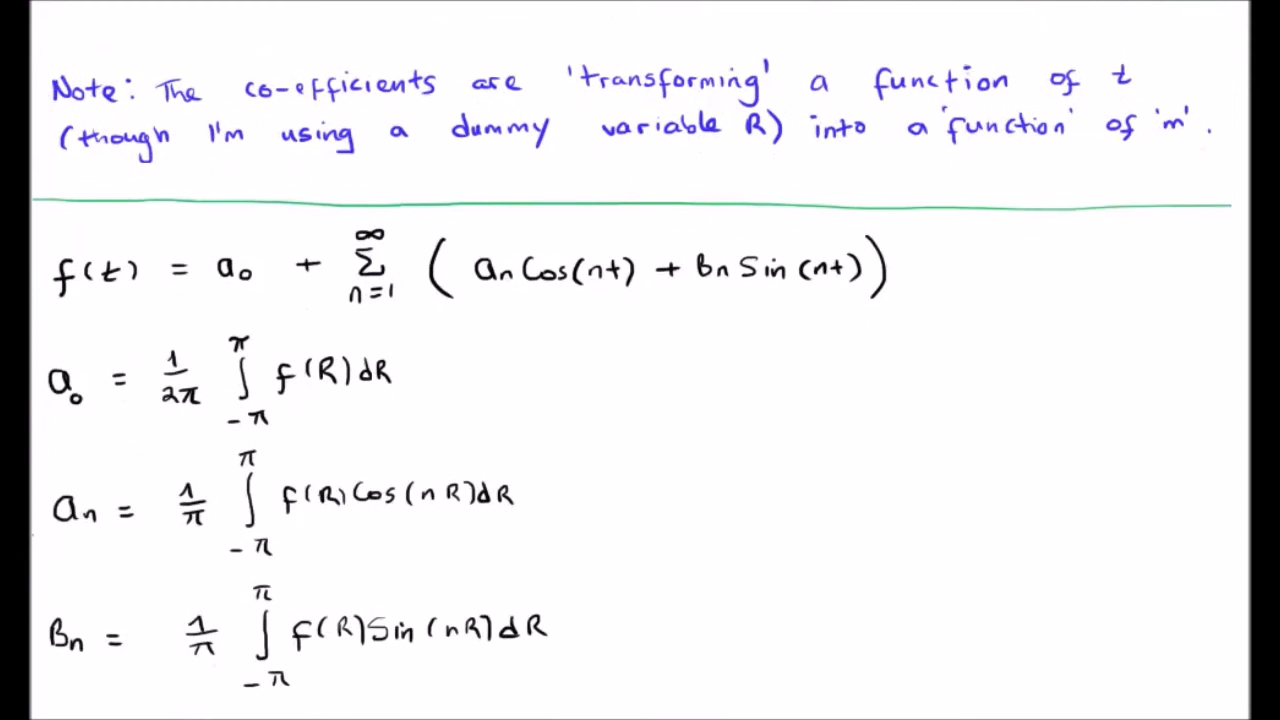 Note: The co-efficients are 'transforming' a function of t
(though I'm using a dummy variable R) into a 'function' of 'm'.
f(t) = a₀ + ∞ Σ n=1 ( an Cos(nt) + Bn Sin(nt) )
a₀ = 1/2π ∫ π -π f(R)dR
an = 1/π ∫ π -π f(R)Cos(nR)dR
Bn = 1/π ∫ π -π f(R)Sin(nR)dR